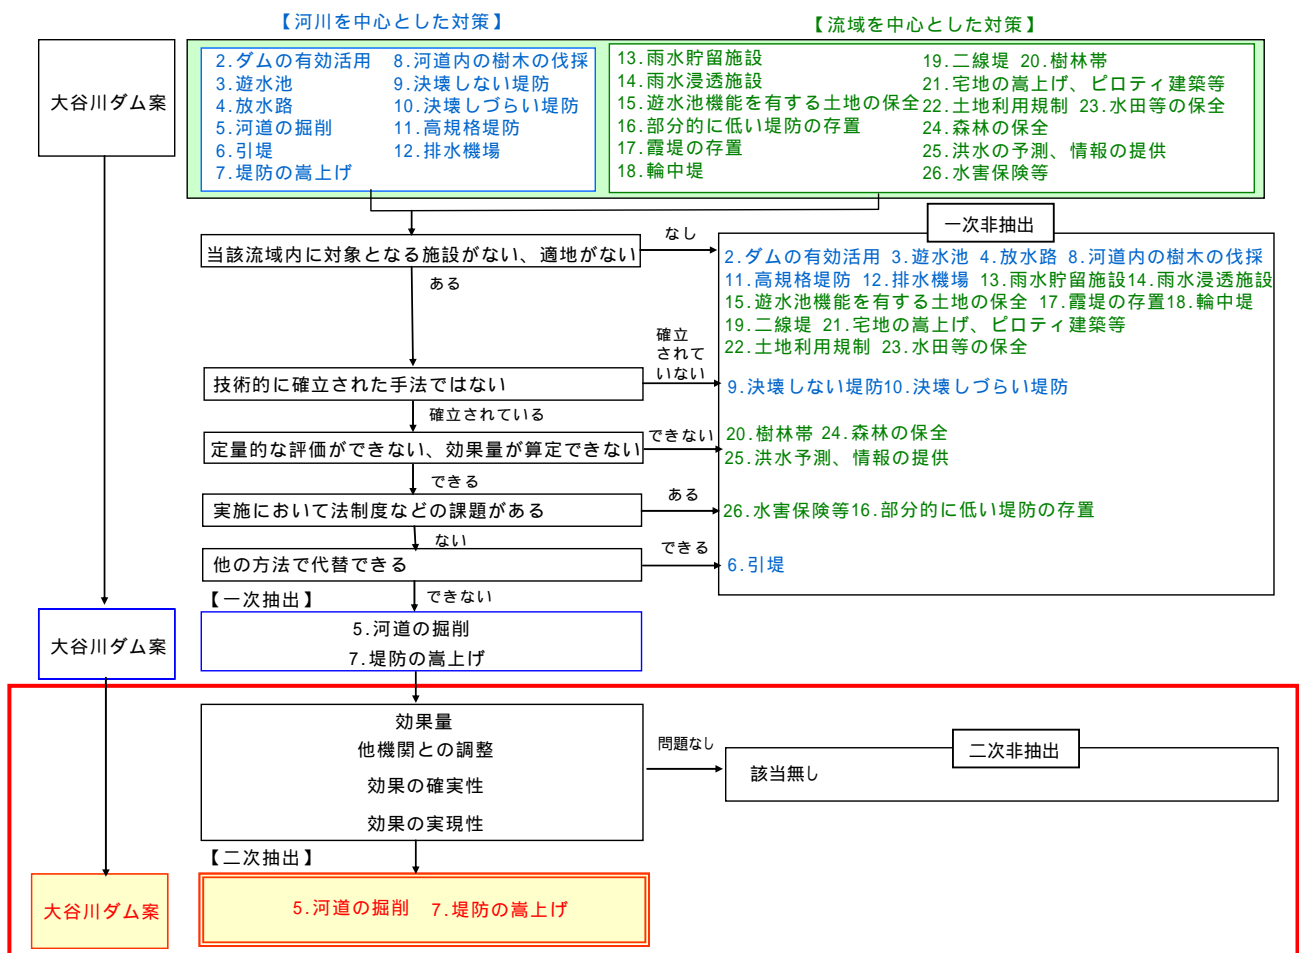 【河川を中心とした対策】
【流域を中心とした対策】
大谷川ダム案
2.ダムの有効活用
3.遊水池
4.放水路
5.河道の掘削
6.引堤
7.堤防の嵩上げ
8.河道内の樹木の伐採
9.決壊しない堤防
10.決壊しづらい堤防
11.高規格堤防
12.排水機場
13.雨水貯留施設
14.雨水浸透施設
15.遊水池機能を有する土地の保全
16.部分的に低い堤防の存置
17.霞堤の存置
18.輪中堤
19.二線堤 20.樹林帯
21.宅地の嵩上げ、ピロティ建築等
22.土地利用規制 23.水田等の保全
24.森林の保全
25.洪水の予測、情報の提供
26.水害保険等
当該流域内に対象となる施設がない、適地がない
なし
ある
一次非抽出
2.ダムの有効活用 3.遊水池 4.放水路 8.河道内の樹木の伐採
11.高規格堤防 12.排水機場 13.雨水貯留施設14.雨水浸透施設
15.遊水池機能を有する土地の保全 17.霞堤の存置18.輪中堤
19.二線堤 21.宅地の嵩上げ、ピロティ建築等
22.土地利用規制 23.水田等の保全
技術的に確立された手法ではない
確立
されて
いない
確立されている
9.決壊しない堤防10.決壊しづらい堤防
定量的な評価ができない、効果量が算定できない
できない
できる
20.樹林帯 24.森林の保全
25.洪水予測、情報の提供
実施において法制度などの課題がある
ある
ない
26.水害保険等16.部分的に低い堤防の存置
他の方法で代替できる
できる
できない
6.引堤
【一次抽出】
大谷川ダム案
5.河道の掘削
7.堤防の嵩上げ
効果量
他機関との調整
効果の確実性
効果の実現性
問題なし
二次非抽出
該当無し
【二次抽出】
大谷川ダム案
5.河道の掘削 7.堤防の嵩上げ